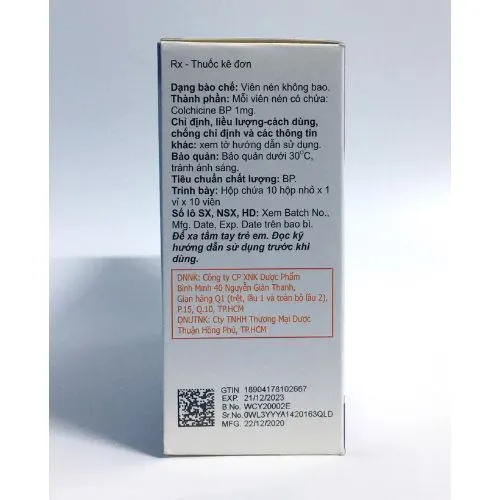 Rx - Thuốc kê đơn
Dạng bào chế: Viên nén không bao.
Thành phần: Mỗi viên nén có chứa:
Colchicine BP 1mg.
Chỉ định, liều lượng-cách dùng,
chống chỉ định và các thông tin
khác: xem tờ hướng dẫn sử dụng.
Bảo quản: Bảo quản dưới 30°C,
tránh ánh sáng.
Tiêu chuẩn chất lượng: BP.
Trình bày: Hộp chứa 10 hộp nhỏ x 1
vỉ x 10 viên
Số lô SX, NSX, HD: Xem Batch No.,
Mfg. Date, Exp. Date trên bao bì.
Để xa tầm tay trẻ em. Đọc kỹ
hướng dẫn sử dụng trước khi
dùng.
DNNK: Công ty CP XNK Dược Phẩm
Bình Minh 40 Nguyễn Giản Thanh,
Gian hàng Q1 (trệt, lầu 1 và toàn bộ lầu 2),
P.15, Q.10, TP.HCM
DNUTNK: Cty TNHH Thương Mại Dược
Thuận Hồng Phú, TP.HCM
GTIN 18904178102667
EXP. 21/12/2023
B No. WCY20002E
Sr.No.0WL3YYYA1420163QLD
MFG. 22/12/2020